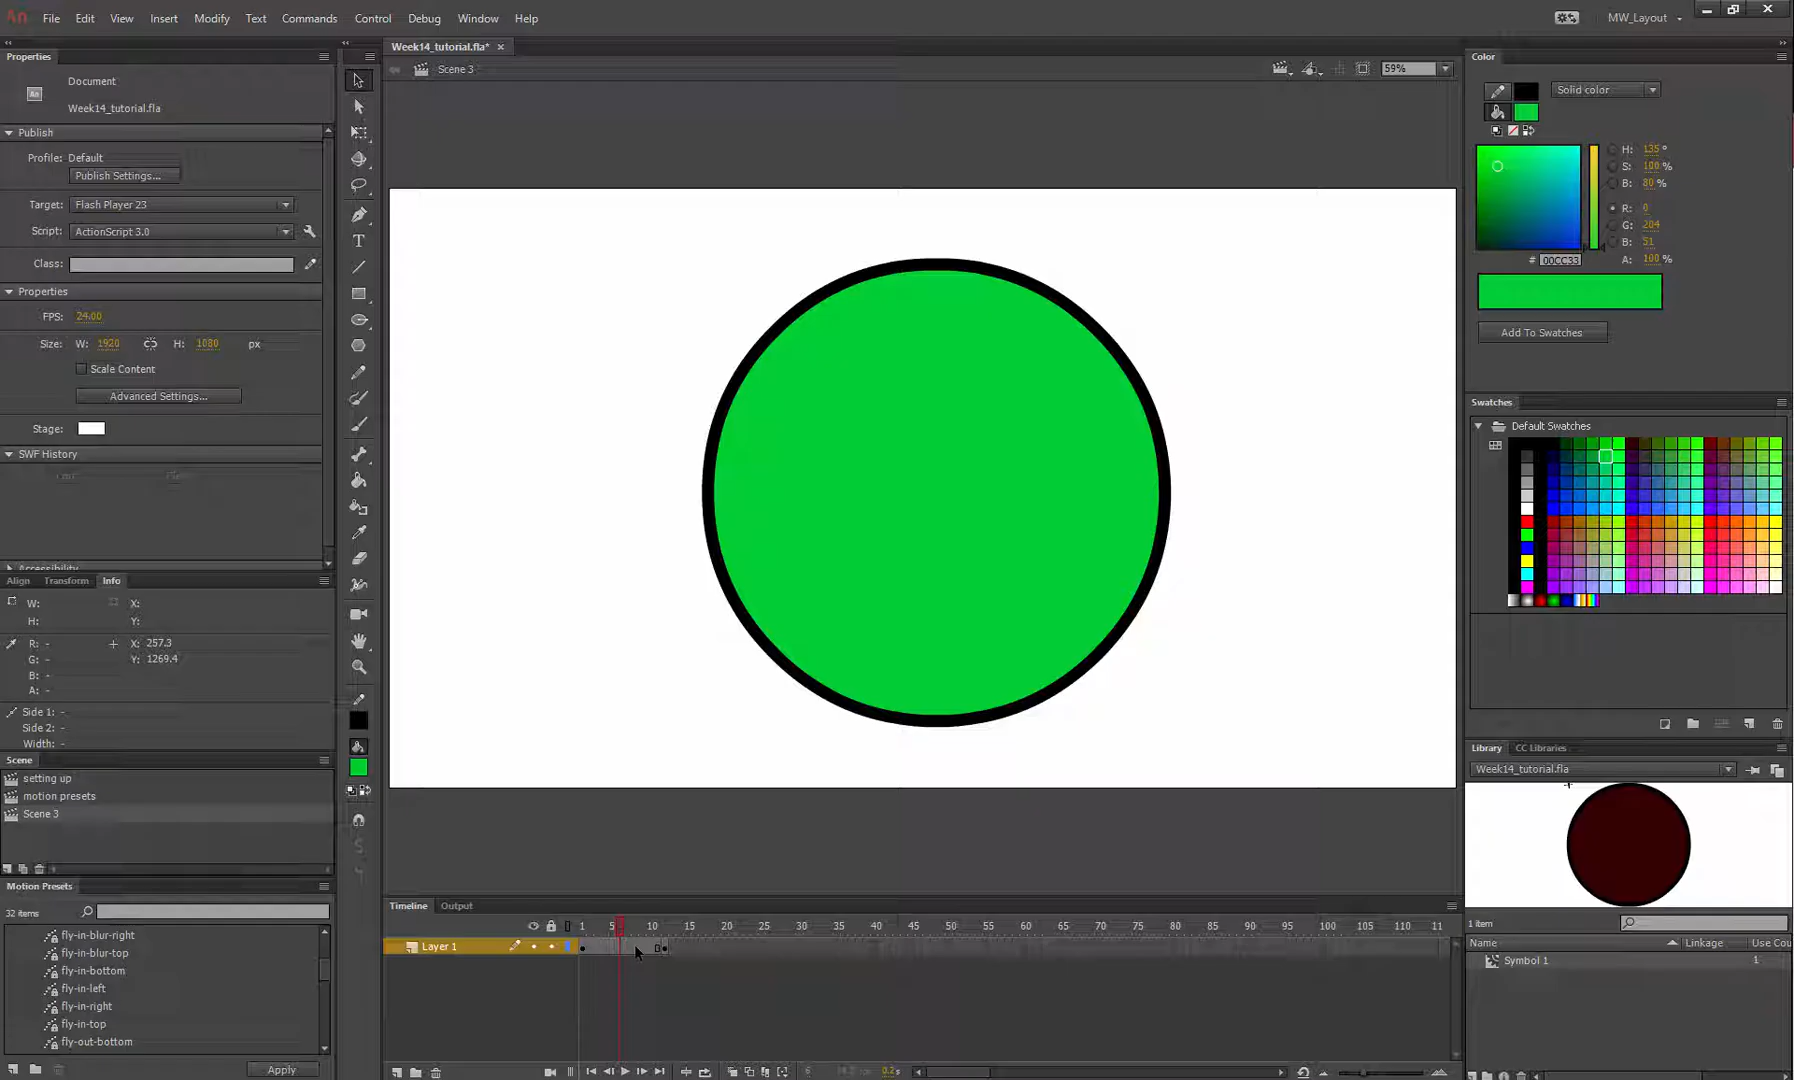 An File Edit View Insert Modify Text Commands Control Debug Window Help MW_Layout
Properties
Document
Week14_tutorial.fla
Publish
Profile: Default
Publish Settings...
Target: Flash Player 23
Script: ActionScript 3.0
Class:
Properties
FPS: 24.00
Size: W: 1920 H: 1080 px
Scale Content
Advanced Settings...
Stage:
SWF History
Accessibility
Align Transform Info
W: X:
H: Y:
R: - X: 257.3
G: - Y: 1269.4
B: -
A: -
Side 1: -
Side 2: -
Width: -
Scene
setting up
motion presets
Scene 3
Motion Presets
32 items
fly-in-blur-right
fly-in-blur-top
fly-in-bottom
fly-in-left
fly-in-right
fly-in-top
fly-out-bottom
Apply
Week14_tutorial.fla*
Scene 3
59%
Timeline Output
1 5 10 15 20 25 30 35 40 45 50 55 60 65 70 75 80 85 90 95 100 105 11
Layer 1
6 0.2s
Color
Solid color
H: 135 °
S: 100 %
B: 80 %
R: 0
G: 204
B: 51
# 00CC33
A: 100 %
Add To Swatches
Swatches
Default Swatches
Library CC Libraries
Week14_tutorial.fla
1 item
Name Linkage Use Cou
Symbol 1 1